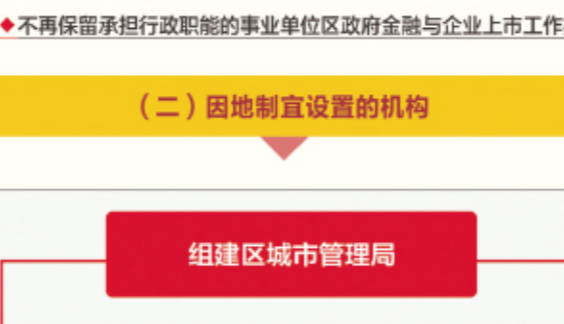 ◆不再保留承担行政职能的事业单位区政府金融与企业上市工作
（二）因地制宜设置的机构
组建区城市管理局